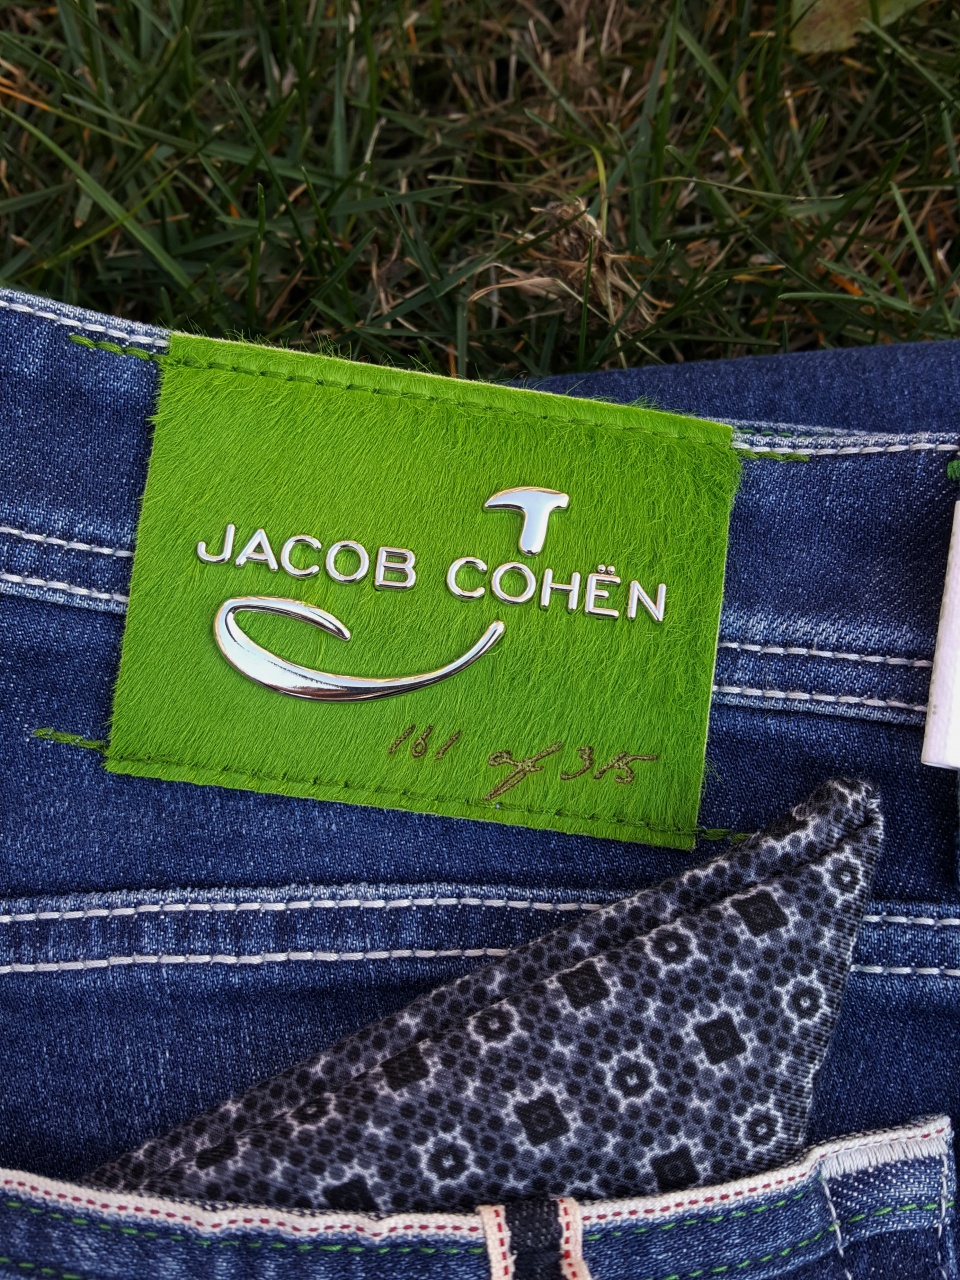 JACOB COHËN
161 of 315